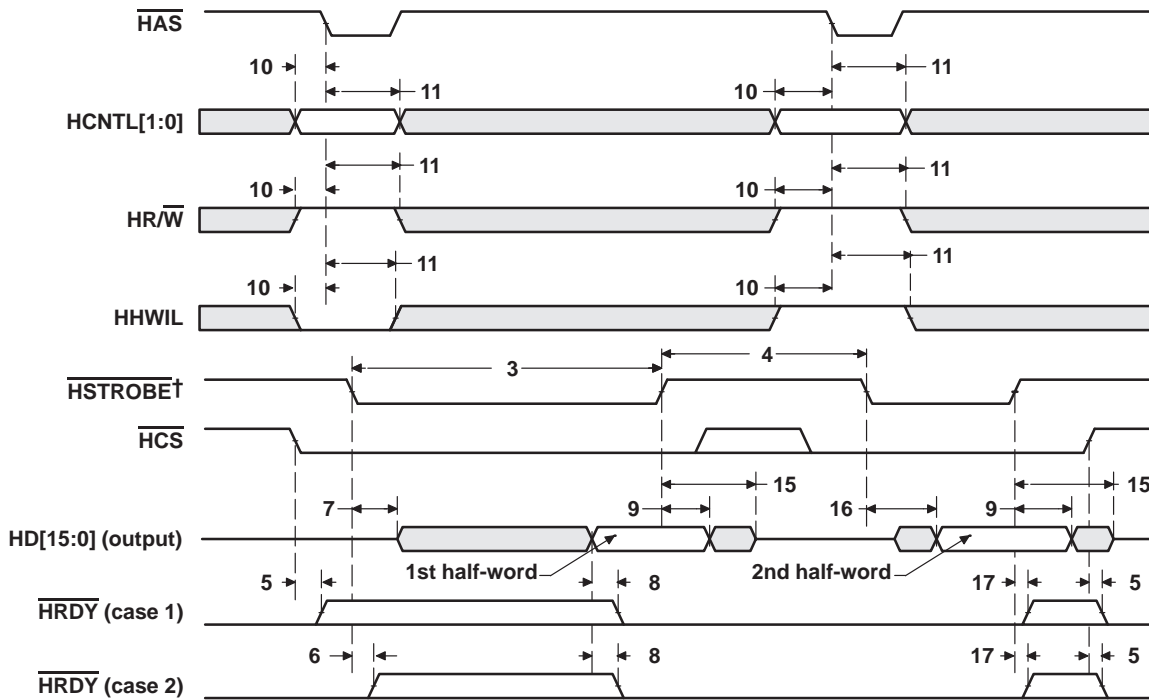 HAS
10 11 10 11
HCNTL[1:0]
11 11
10 10
HR/W
11 11
10 10
HHWIL
3 4
HSTROBE†
HCS
15 15
7 9 16 9
HD[15:0] (output)
1st half-word 2nd half-word
5 8 17 5
HRDY (case 1)
6 8 17 5
HRDY (case 2)